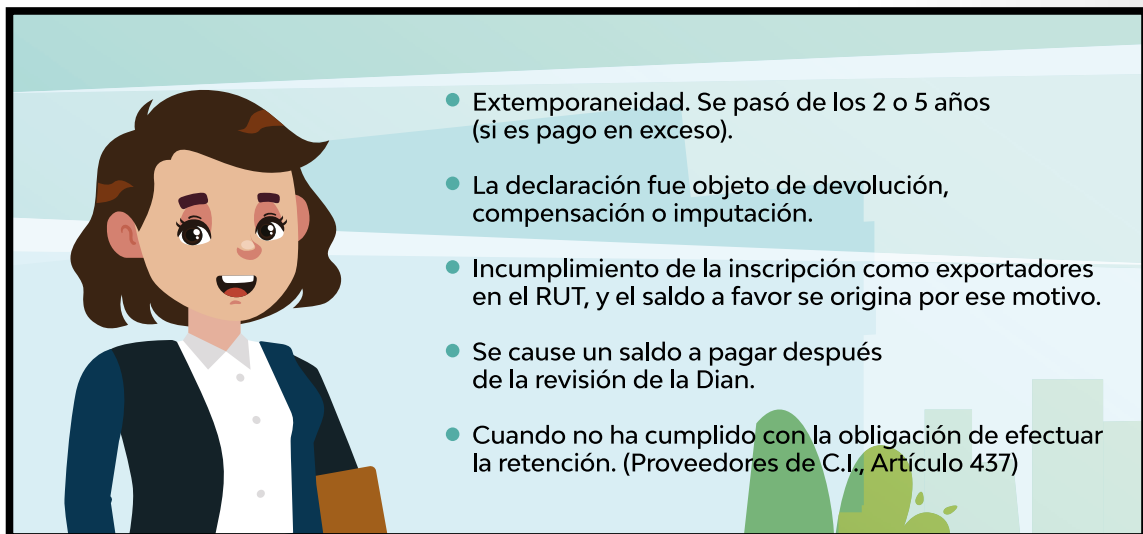 • Extemporaneidad. Se pasó de los 2 o 5 años
(si es pago en exceso).
• La declaración fue objeto de devolución,
compensación o imputación.
• Incumplimiento de la inscripción como exportadores
en el RUT, y el saldo a favor se origina por ese motivo.
• Se cause un saldo a pagar después
de la revisión de la Dian.
• Cuando no ha cumplido con la obligación de efectuar
la retención. (Proveedores de C.I., Artículo 437)